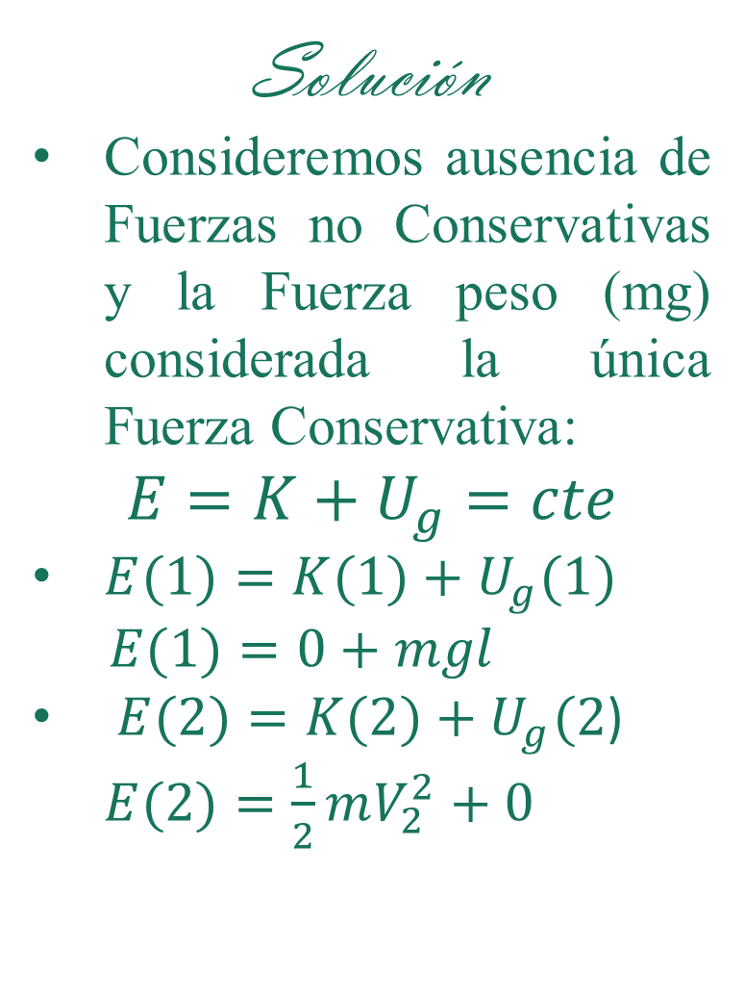 Solución
• Consideremos ausencia de
Fuerzas no Conservativas
y la Fuerza peso (mg)
considerada la única
Fuerza Conservativa:
E = K + U_g = cte
• E(1) = K(1) + U_g(1)
E(1) = 0 + mgl
• E(2) = K(2) + U_g(2)
E(2) = \frac{1}{2} mV_2^2 + 0